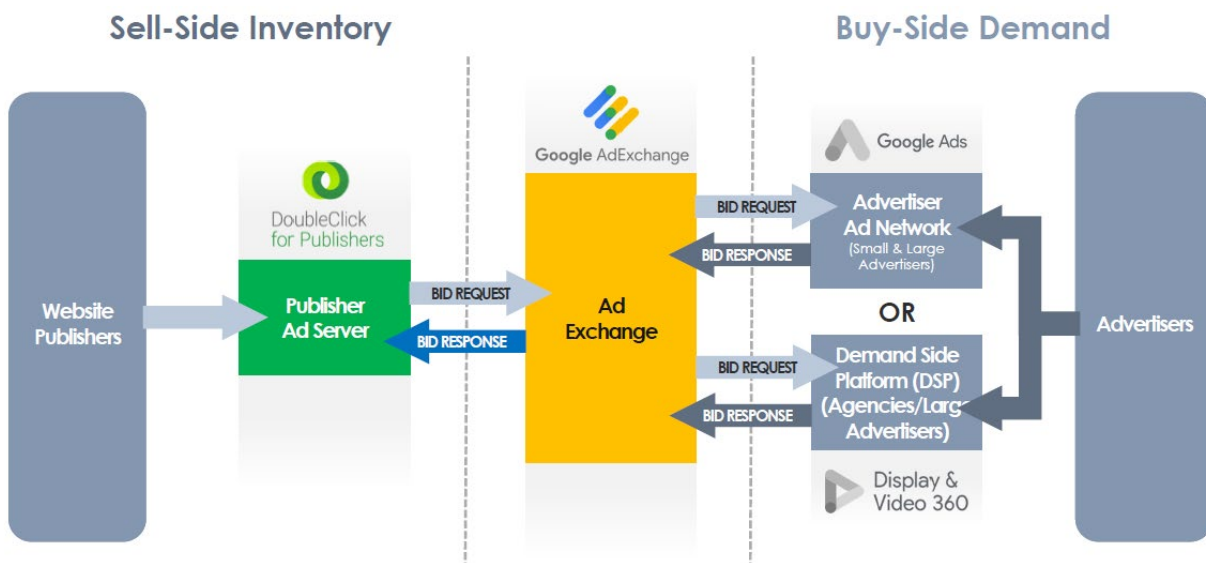 Sell-Side Inventory
Buy-Side Demand
Website
Publishers
DoubleClick
for Publishers
Publisher
Ad Server
BID REQUEST
BID RESPONSE
Google AdExchange
Ad
Exchange
BID REQUEST
BID RESPONSE
BID REQUEST
BID RESPONSE
Google Ads
Advertiser
Ad Network
(Small & Large
Advertisers)
OR
Demand Side
Platform (DSP)
(Agencies/Large
Advertisers)
Display &
Video 360
Advertisers